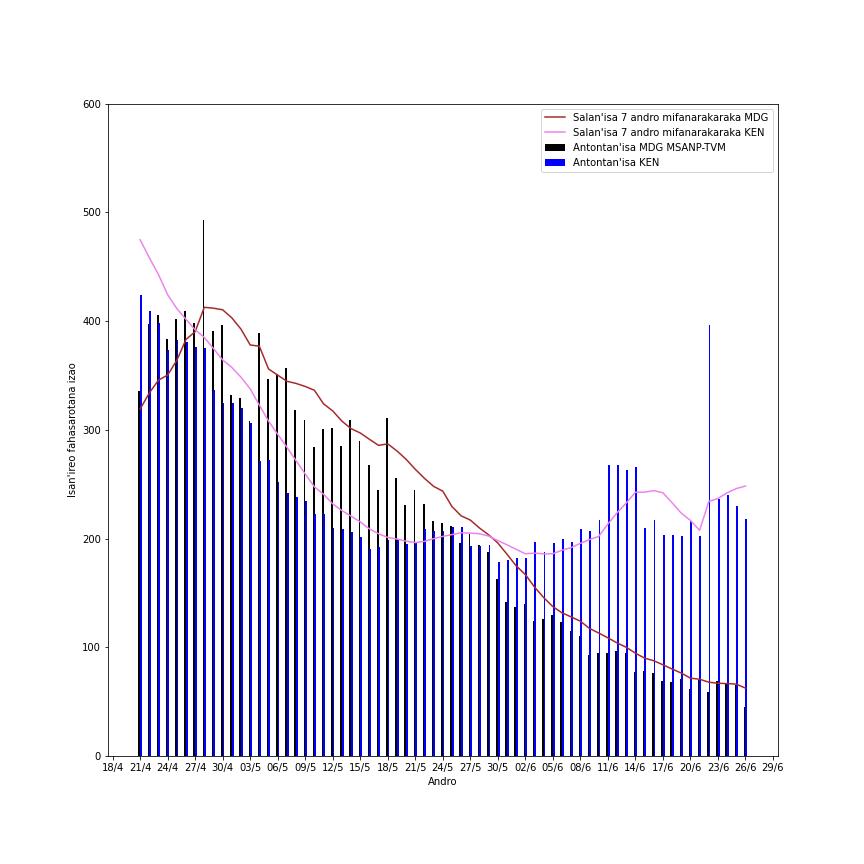 600
500
400
300
200
100
0
Isan'ireo fahasarotana izao
Salan'isa 7 andro mifanarakaraka MDG
Salan'isa 7 andro mifanarakaraka KEN
Antontan'isa MDG MSANP-TVM
Antontan'isa KEN
18/4 21/4 24/4 27/4 30/4 03/5 06/5 09/5 12/5 15/5 18/5 21/5 24/5 27/5 30/5 02/6 05/6 08/6 11/6 14/6 17/6 20/6 23/6 26/6 29/6
Andro